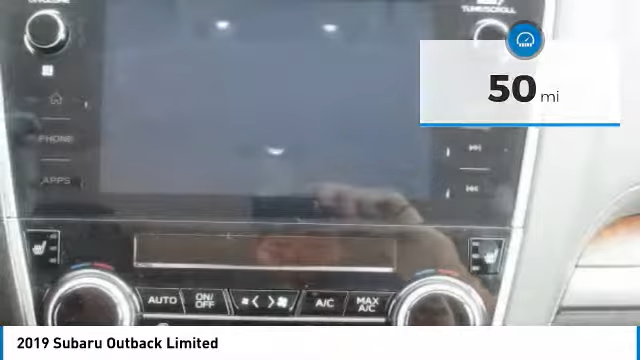 TUNE/SCROLL
50 mi
PHONE
APPS
AUTO
ON/
OFF
A/C
MAX
A/C
2019 Subaru Outback Limited